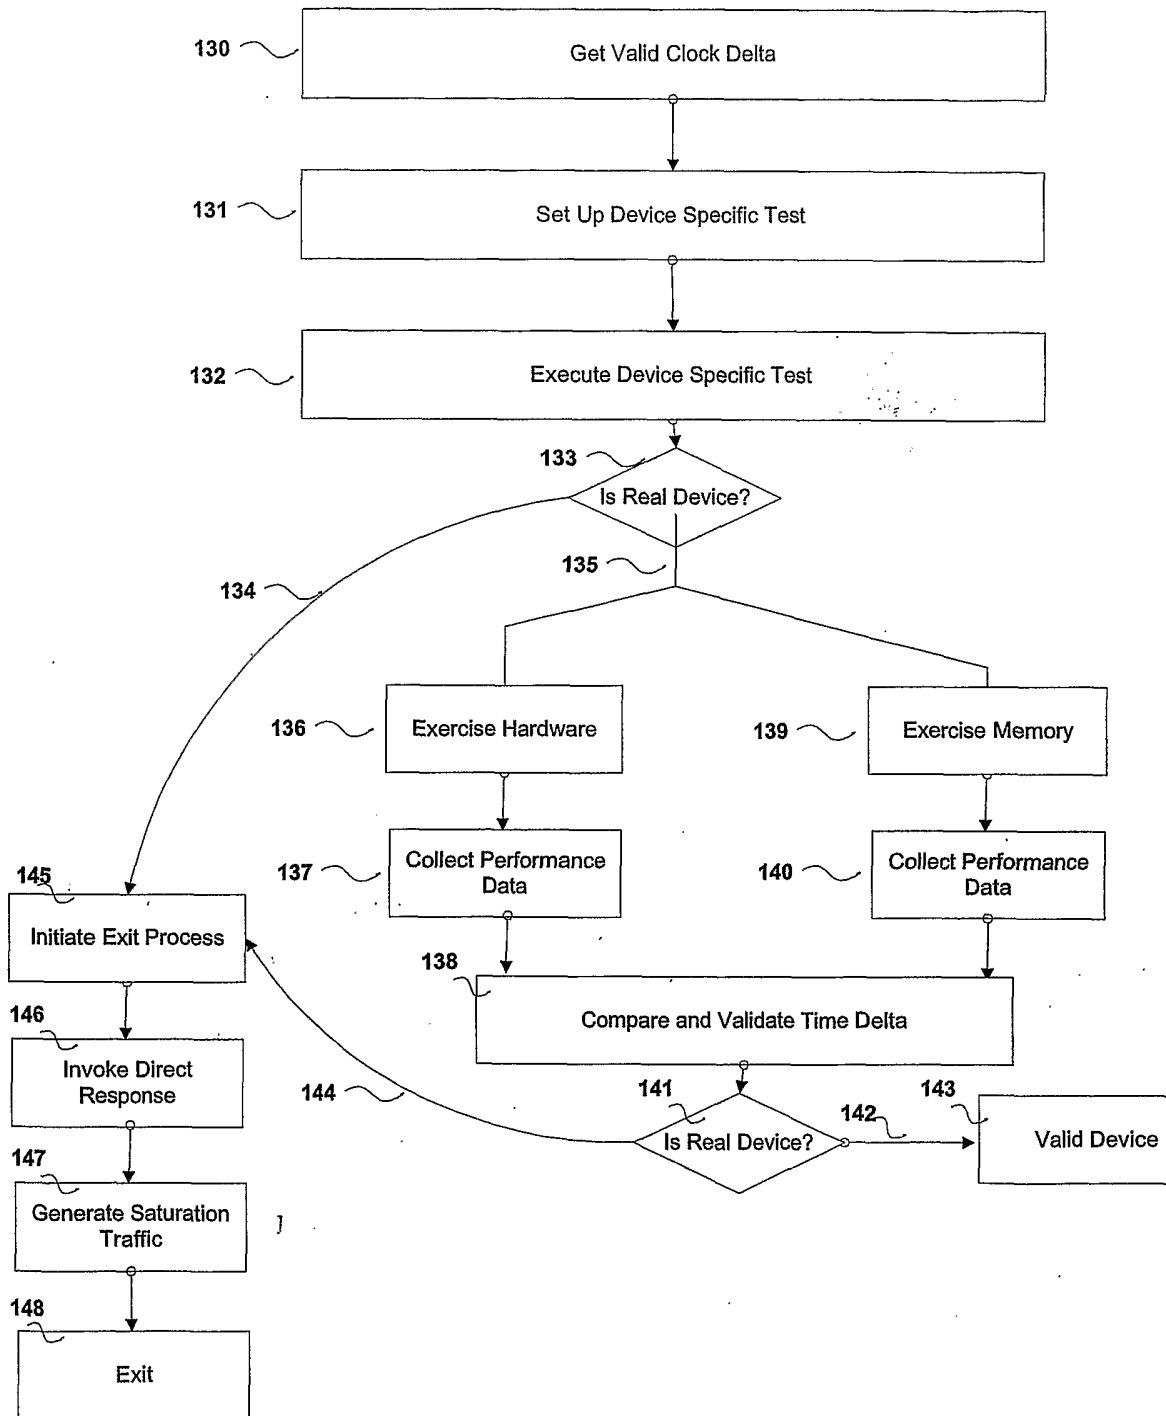 130
Get Valid Clock Delta
131
Set Up Device Specific Test
132
Execute Device Specific Test
133
Is Real Device?
135
134
136
Exercise Hardware
139
Exercise Memory
137
Collect Performance
Data
140
Collect Performance
Data
145
Initiate Exit Process
138
Compare and Validate Time Delta
146
Invoke Direct
Response
144
141
Is Real Device?
142
143
Valid Device
147
Generate Saturation
Traffic
]
148
Exit